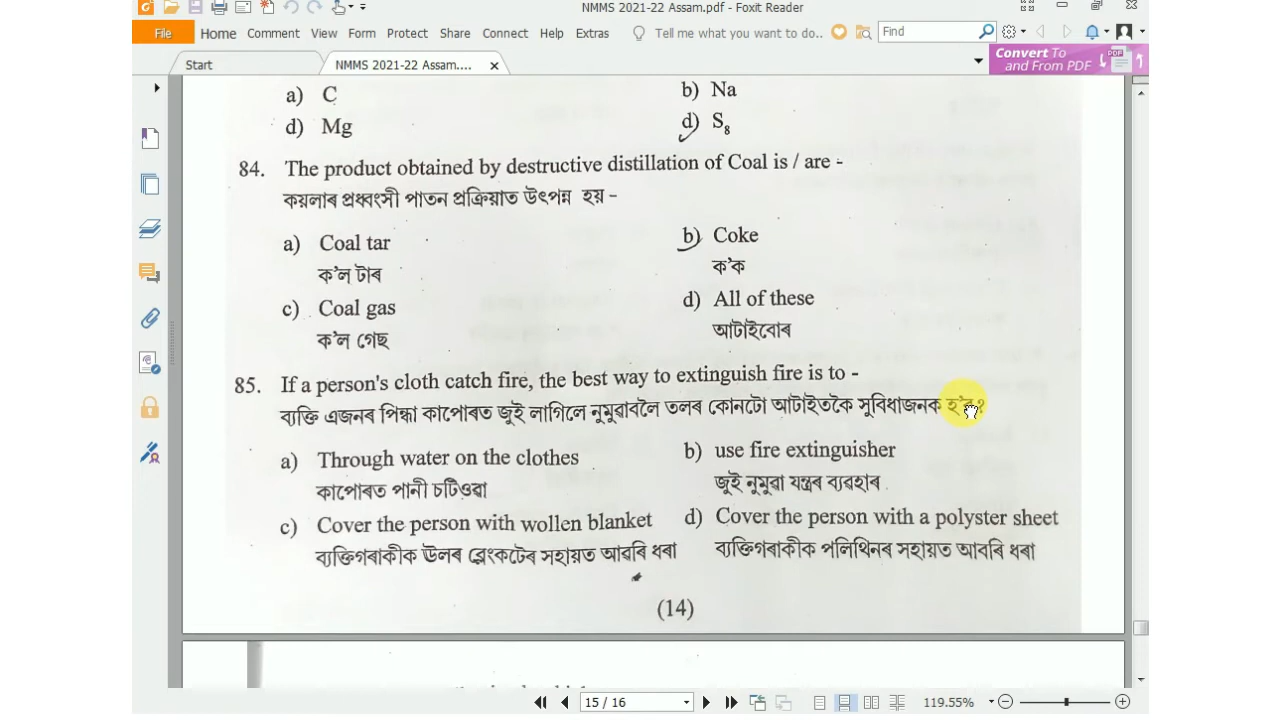 NMMS 2021-22 Assam.pdf - Foxit Reader
File Home Comment View Form Protect Share Connect Help Extras Tell me what you want to do.. Find
Convert To
and From PDF
PDF
Start NMMS 2021-22 Assam....
a) C b) Na
d) Mg d) S₈
84. The product obtained by destructive distillation of Coal is / are -
কয়লাৰ প্ৰধ্বংসী পাতন প্ৰক্ৰিয়াত উৎপন্ন হয় -
a) Coal tar b) Coke
ক'ল টাৰ ক'ক
c) Coal gas d) All of these
ক'ল গেছ আটাইবোৰ
85. If a person's cloth catch fire, the best way to extinguish fire is to -
ব্যক্তি এজনৰ পিন্ধা কাপোৰত জুই লাগিলে নুমুৱাবলৈ তলৰ কোনটো আটাইতকৈ সুবিধাজনক হ'ব?
a) Through water on the clothes b) use fire extinguisher
কাপোৰত পানী চটিওৱা জুই নুমুৱা যন্ত্ৰৰ ব্যৱহাৰ
c) Cover the person with wollen blanket d) Cover the person with a polyster sheet
ব্যক্তিগৰাকীক ঊলৰ ব্লেংকটেৰ সহায়ত আৱৰি ধৰা ব্যক্তিগৰাকীক পলিথিনৰ সহায়ত আবৰি ধৰা
(14)
15 / 16 119.55%